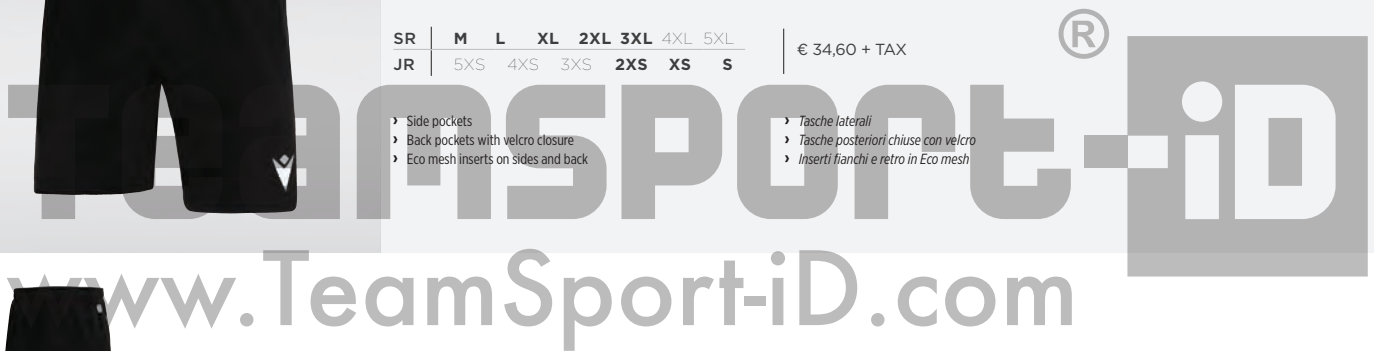 SR M L XL 2XL 3XL 4XL 5XL
JR 5XS 4XS 3XS 2XS XS S
€ 34,60 + TAX
› Side pockets
› Back pockets with velcro closure
› Eco mesh inserts on sides and back
› Tasche laterali
› Tasche posteriori chiuse con velcro
› Inserti fianchi e retro in Eco mesh
TeamSport-iD®
www.TeamSport-iD.com